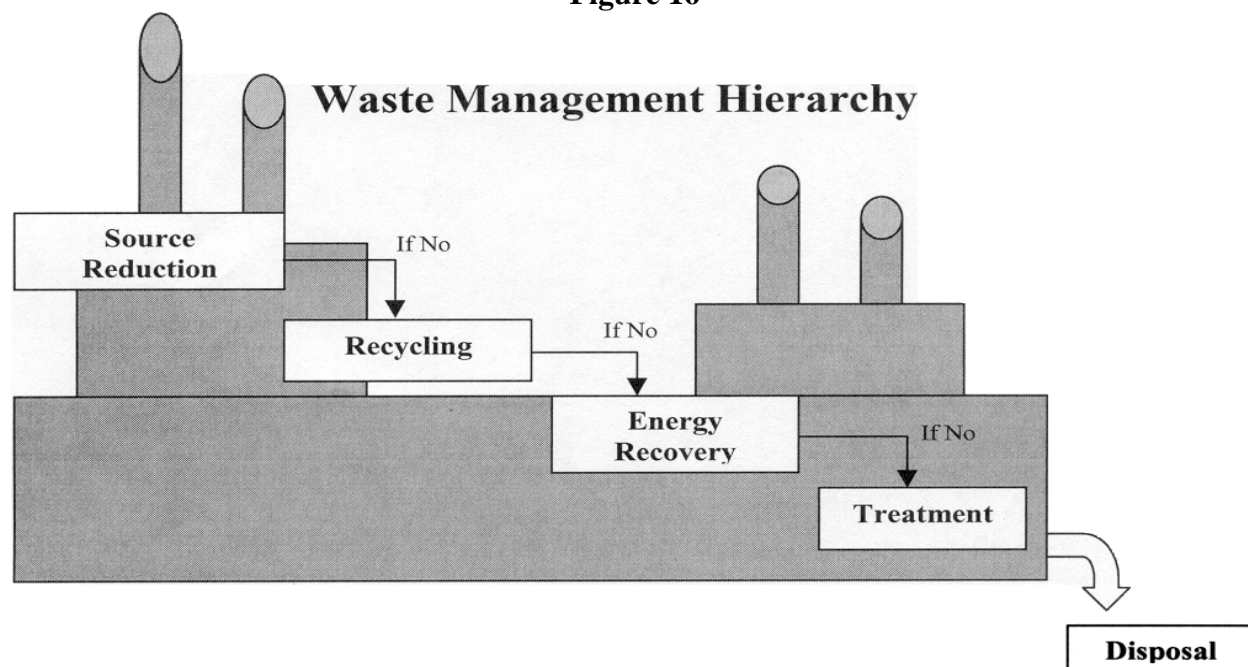 Figure 16
Waste Management Hierarchy
Source
Reduction
If No
Recycling
If No
Energy
Recovery
If No
Treatment
Disposal